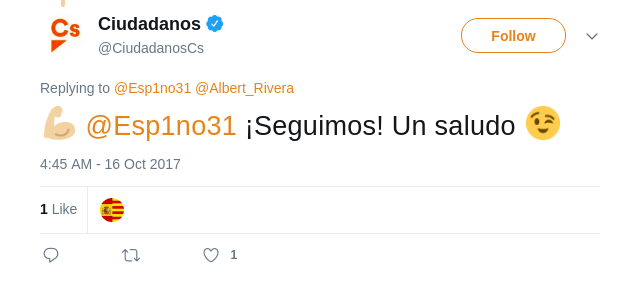 Cs
Ciudadanos
@CiudadanosCs
Follow
Replying to @Esp1no31 @Albert_Rivera
💪🏼 @Esp1no31 ¡Seguimos! Un saludo 😉
4:45 AM - 16 Oct 2017
1 Like
1